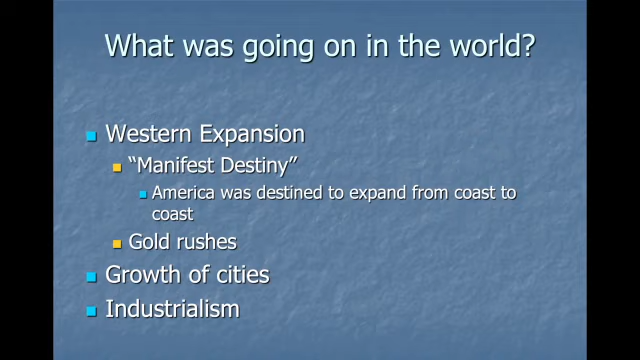 What was going on in the world?
Western Expansion
"Manifest Destiny"
America was destined to expand from coast to
coast
Gold rushes
Growth of cities
Industrialism